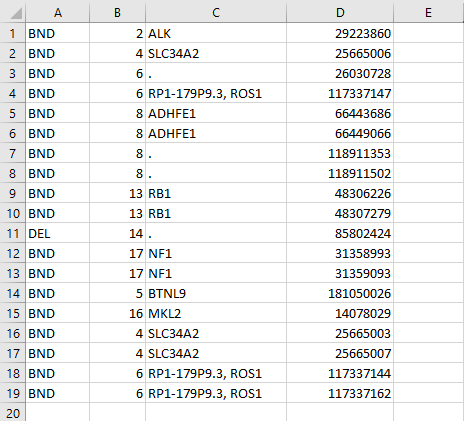 A B C D E
1 BND 2 ALK 29223860
2 BND 4 SLC34A2 25665006
3 BND 6 . 26030728
4 BND 6 RP1-179P9.3, ROS1 117337147
5 BND 8 ADHFE1 66443686
6 BND 8 ADHFE1 66449066
7 BND 8 . 118911353
8 BND 8 . 118911502
9 BND 13 RB1 48306226
10 BND 13 RB1 48307279
11 DEL 14 . 85802424
12 BND 17 NF1 31358993
13 BND 17 NF1 31359093
14 BND 5 BTNL9 181050026
15 BND 16 MKL2 14078029
16 BND 4 SLC34A2 25665003
17 BND 4 SLC34A2 25665007
18 BND 6 RP1-179P9.3, ROS1 117337144
19 BND 6 RP1-179P9.3, ROS1 117337162
20